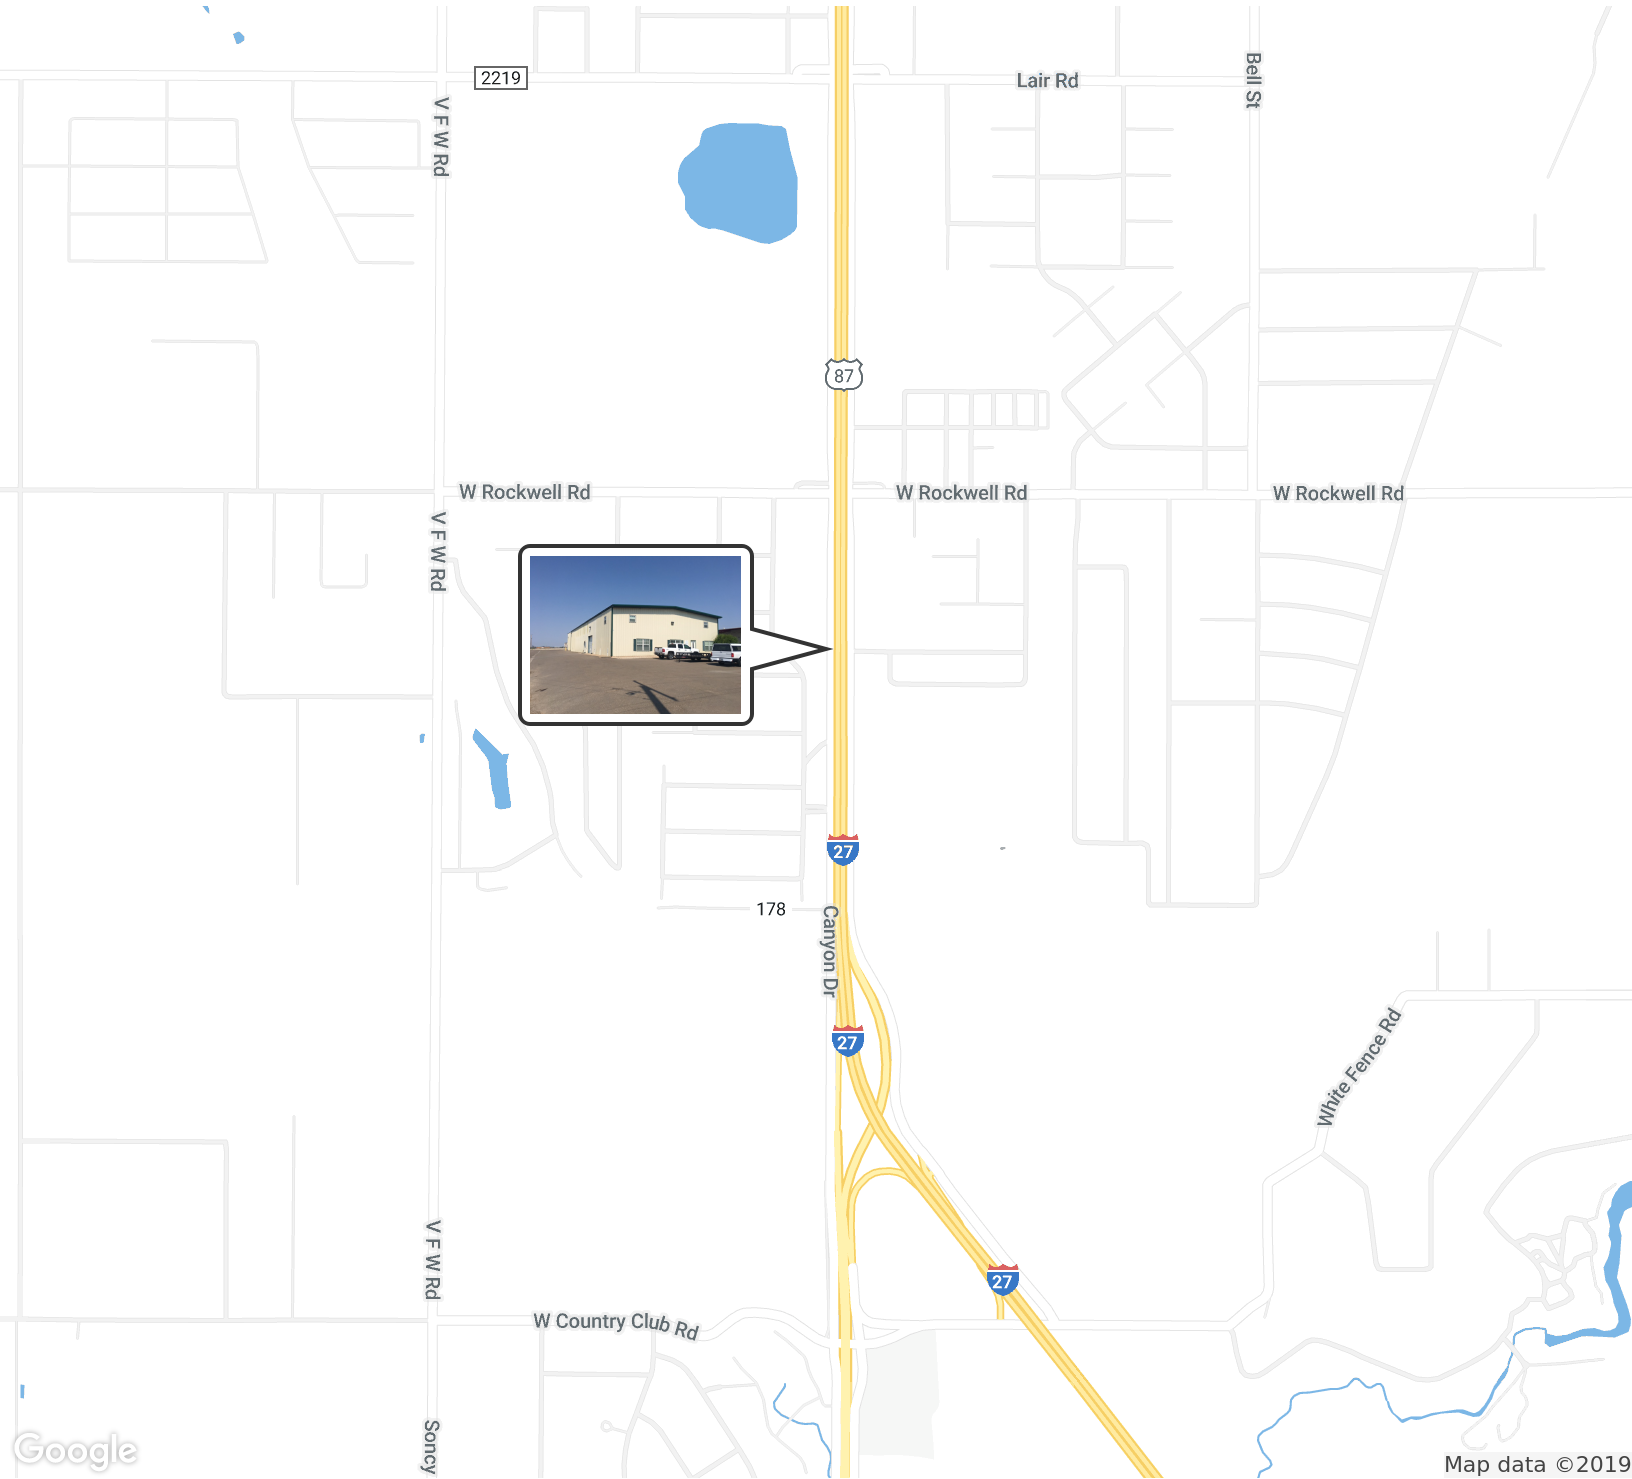 Bell St
2219
Lair Rd
V F W Rd
87
W Rockwell Rd
W Rockwell Rd
W Rockwell Rd
V F W Rd
27
178
Canyon Dr
27
White Fence Rd
V F W Rd
27
W Country Club Rd
Soncy
Google
Map data ©2019